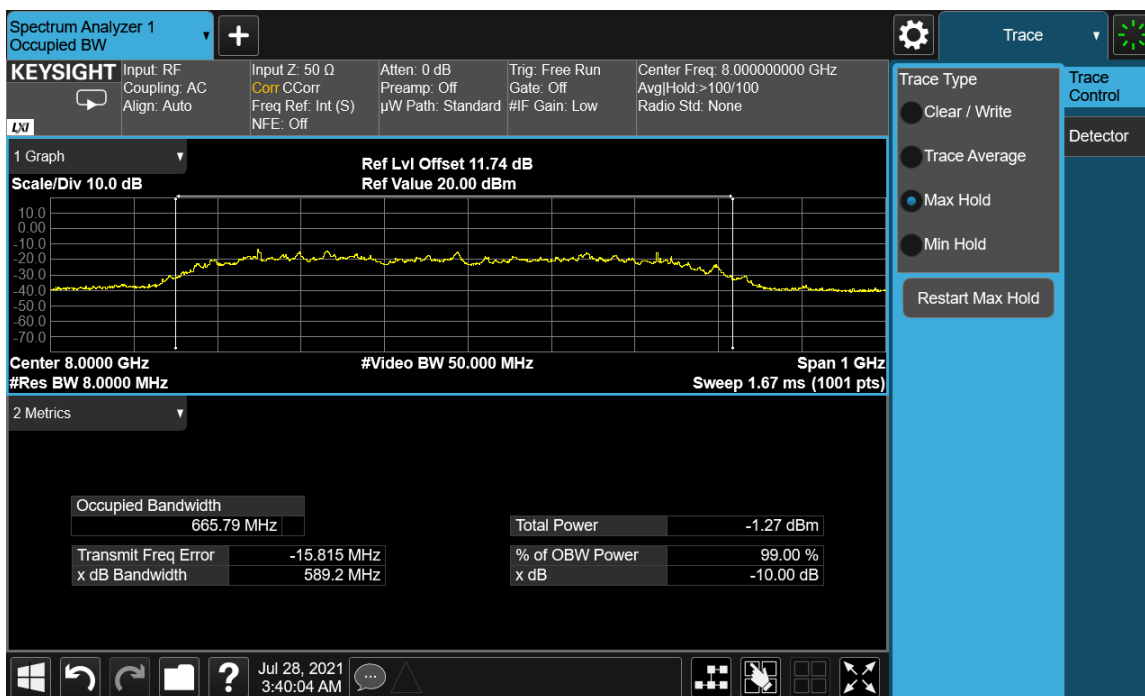 Spectrum Analyzer 1
Occupied BW
+
Trace
KEYSIGHT
LXI
Input: RF
Coupling: AC
Align: Auto
Input Z: 50 Ω
Corr CCorr
Freq Ref: Int (S)
NFE: Off
Atten: 0 dB
Preamp: Off
µW Path: Standard
Trig: Free Run
Gate: Off
#IF Gain: Low
Center Freq: 8.000000000 GHz
Avg|Hold:>100/100
Radio Std: None
Trace Type
Clear / Write
Trace Average
Max Hold
Min Hold
Restart Max Hold
Trace
Control
Detector
1 Graph
Scale/Div 10.0 dB
Ref Lvl Offset 11.74 dB
Ref Value 20.00 dBm
10.0
0.00
-10.0
-20.0
-30.0
-40.0
-50.0
-60.0
-70.0
Center 8.0000 GHz
#Video BW 50.000 MHz
Span 1 GHz
#Res BW 8.0000 MHz
Sweep 1.67 ms (1001 pts)
2 Metrics
Occupied Bandwidth
665.79 MHz
Total Power -1.27 dBm
Transmit Freq Error -15.815 MHz
% of OBW Power 99.00 %
x dB Bandwidth 589.2 MHz
x dB -10.00 dB
?
Jul 28, 2021
3:40:04 AM